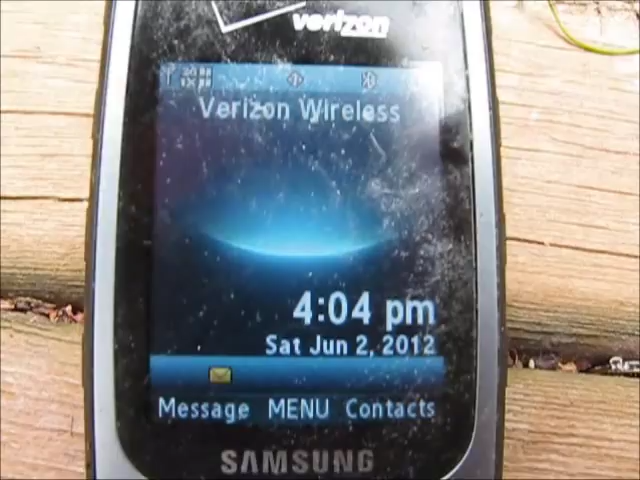 verizon
Verizon Wireless
4:04 pm
Sat Jun 2, 2012
Message MENU Contacts
SAMSUNG